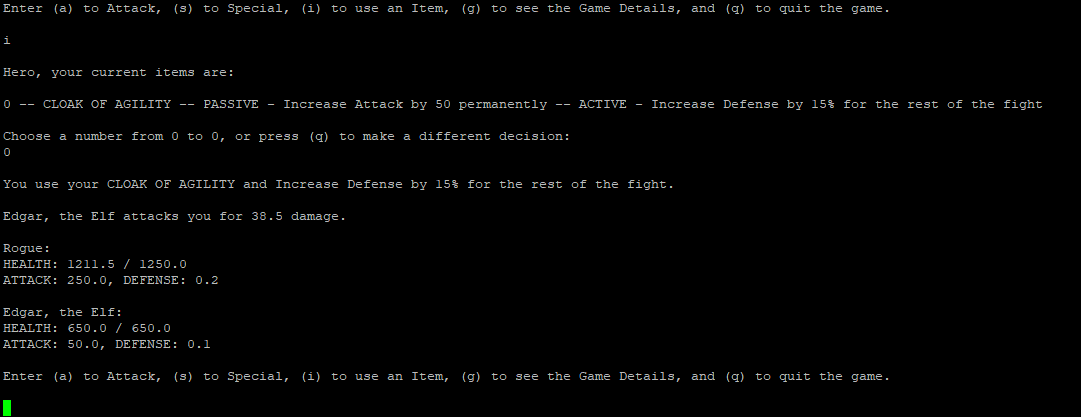 Enter (a) to Attack, (s) to Special, (i) to use an Item, (g) to see the Game Details, and (q) to quit the game.
i
Hero, your current items are:
0 -- CLOAK OF AGILITY -- PASSIVE - Increase Attack by 50 permanently -- ACTIVE - Increase Defense by 15% for the rest of the fight
Choose a number from 0 to 0, or press (q) to make a different decision:
0
You use your CLOAK OF AGILITY and Increase Defense by 15% for the rest of the fight.
Edgar, the Elf attacks you for 38.5 damage.
Rogue:
HEALTH: 1211.5 / 1250.0
ATTACK: 250.0, DEFENSE: 0.2
Edgar, the Elf:
HEALTH: 650.0 / 650.0
ATTACK: 50.0, DEFENSE: 0.1
Enter (a) to Attack, (s) to Special, (i) to use an Item, (g) to see the Game Details, and (q) to quit the game.